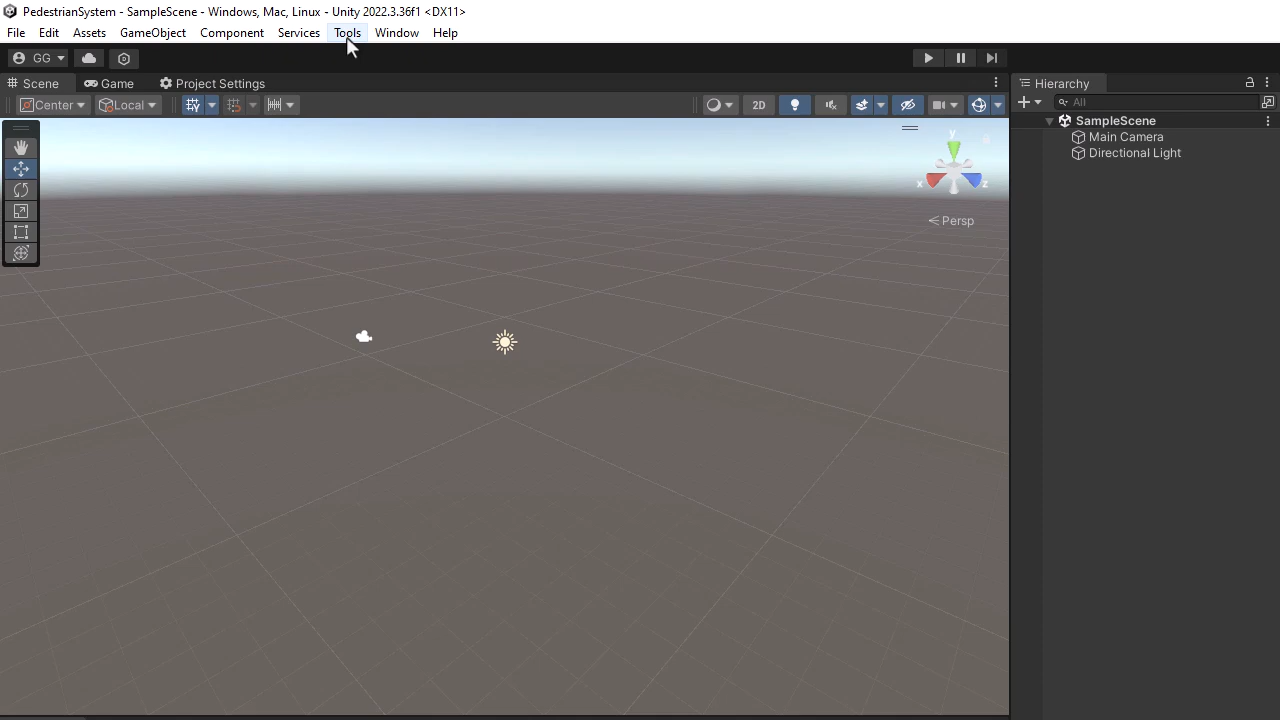 PedestrianSystem - SampleScene - Windows, Mac, Linux - Unity 2022.3.36f1 <DX11>
File Edit Assets GameObject Component Services Tools Window Help
GG
Scene Game Project Settings
Center Local 2D
y
x z
Persp
Hierarchy
All
SampleScene
Main Camera
Directional Light